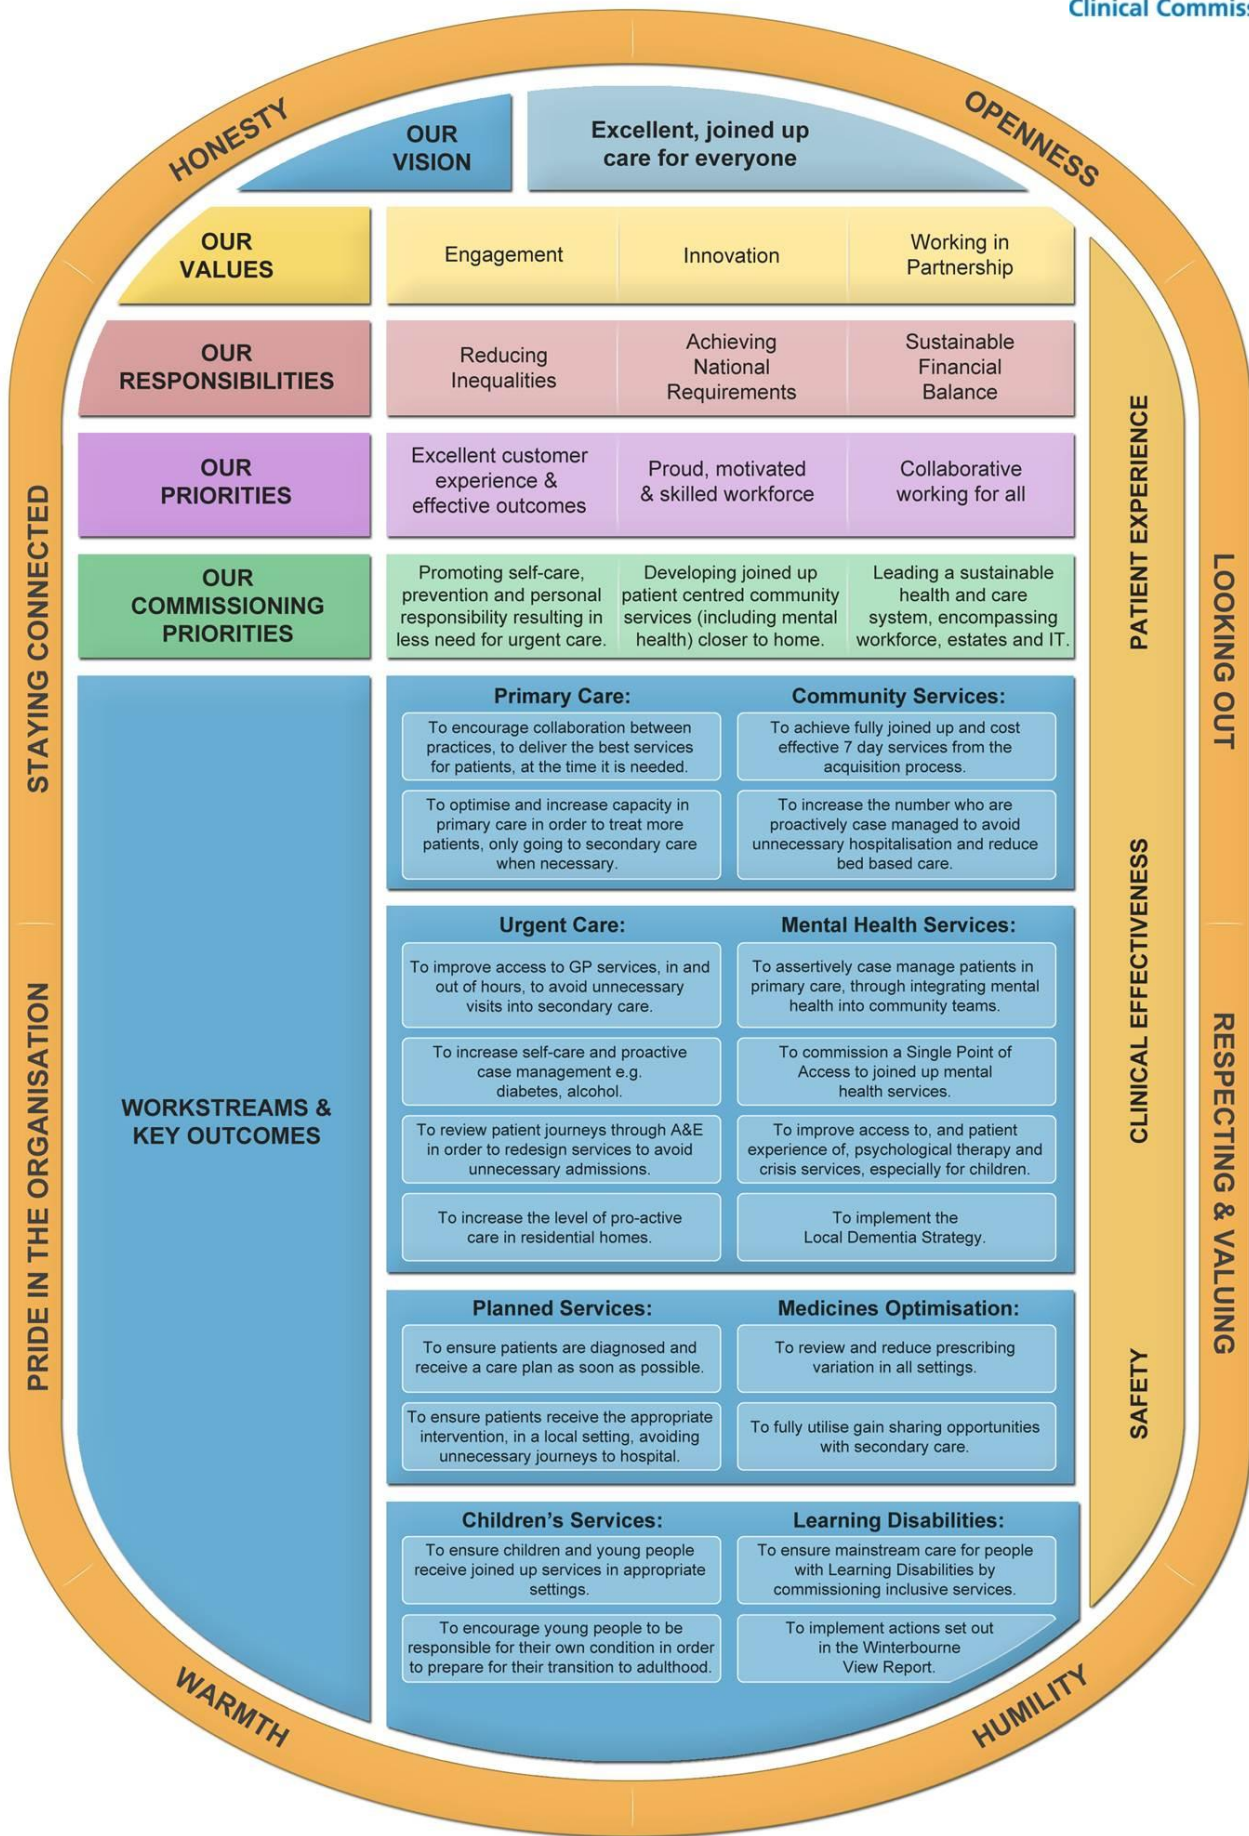 Clinical Commiss
HONESTY
OPENNESS
OUR
VISION
Excellent, joined up
care for everyone
OUR
VALUES
Engagement
Innovation
Working in
Partnership
OUR
RESPONSIBILITIES
Reducing
Inequalities
Achieving
National
Requirements
Sustainable
Financial
Balance
OUR
PRIORITIES
Excellent customer
experience &
effective outcomes
Proud, motivated
& skilled workforce
Collaborative
working for all
OUR
COMMISSIONING
PRIORITIES
Promoting self-care,
prevention and personal
responsibility resulting in
less need for urgent care.
Developing joined up
patient centred community
services (including mental
health) closer to home.
Leading a sustainable
health and care
system, encompassing
workforce, estates and IT.
WORKSTREAMS &
KEY OUTCOMES
Primary Care:
To encourage collaboration between
practices, to deliver the best services
for patients, at the time it is needed.
To optimise and increase capacity in
primary care in order to treat more
patients, only going to secondary care
when necessary.
Community Services:
To achieve fully joined up and cost
effective 7 day services from the
acquisition process.
To increase the number who are
proactively case managed to avoid
unnecessary hospitalisation and reduce
bed based care.
Urgent Care:
To improve access to GP services, in and
out of hours, to avoid unnecessary
visits into secondary care.
To increase self-care and proactive
case management e.g.
diabetes, alcohol.
To review patient journeys through A&E
in order to redesign services to avoid
unnecessary admissions.
To increase the level of pro-active
care in residential homes.
Mental Health Services:
To assertively case manage patients in
primary care, through integrating mental
health into community teams.
To commission a Single Point of
Access to joined up mental
health services.
To improve access to, and patient
experience of, psychological therapy and
crisis services, especially for children.
To implement the
Local Dementia Strategy.
Planned Services:
To ensure patients are diagnosed and
receive a care plan as soon as possible.
To ensure patients receive the appropriate
intervention, in a local setting, avoiding
unnecessary journeys to hospital.
Medicines Optimisation:
To review and reduce prescribing
variation in all settings.
To fully utilise gain sharing opportunities
with secondary care.
Children's Services:
To ensure children and young people
receive joined up services in appropriate
settings.
To encourage young people to be
responsible for their own condition in order
to prepare for their transition to adulthood.
Learning Disabilities:
To ensure mainstream care for people
with Learning Disabilities by
commissioning inclusive services.
To implement actions set out
in the Winterbourne
View Report.
PATIENT EXPERIENCE
CLINICAL EFFECTIVENESS
SAFETY
LOOKING OUT
RESPECTING & VALUING
HUMILITY
WARMTH
PRIDE IN THE ORGANISATION
STAYING CONNECTED